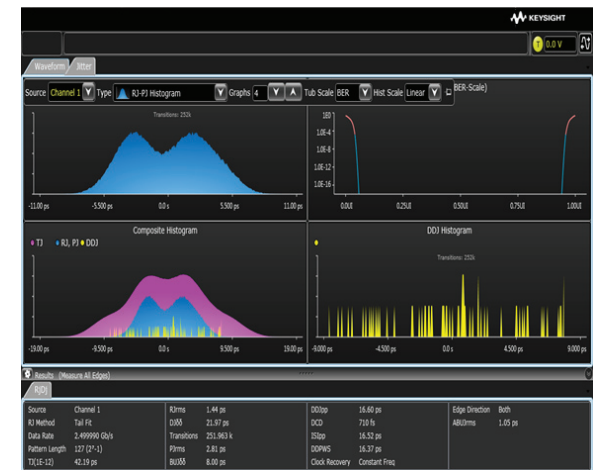 KEYSIGHT
T 0.0 V
Waveform Jitter
Source Channel 1 Type RJ-PJ Histogram Graphs 4 Tub Scale BER Hist Scale Linear BER-Scale)
Transitions: 252k
1E0
1.0E-4
1.0E-8
1.0E-12
1.0E-16
-11.00 ps -5.500 ps 0.0 s 5.500 ps 11.00 ps
0.00UI 0.25UI 0.50UI 0.75UI 1.00UI
Composite Histogram
TJ RJ, PJ DDJ
-19.00 ps -9.500 ps 0.0 s 9.500 ps 19.00 ps
DDJ Histogram
Transitions: 252k
-9.000 ps -4.500 ps 0.0 s 4.500 ps 9.000 ps
Results (Measure All Edges)
RJDJ
Source Channel 1 RJrms 1.44 ps DDJpp 16.60 ps Edge Direction Both
RJ Method Tail Fit DJδδ 21.97 ps DCD 710 fs ABUJrms 1.05 ps
Data Rate 2.499990 Gb/s Transitions 251.963 k ISIpp 16.52 ps
Pattern Length 127 (2⁷-1) PJrms 2.81 ps DDPWS 16.37 ps
TJ(1E-12) 42.19 ps BUJδδ 8.00 ps Clock Recovery Constant Freq